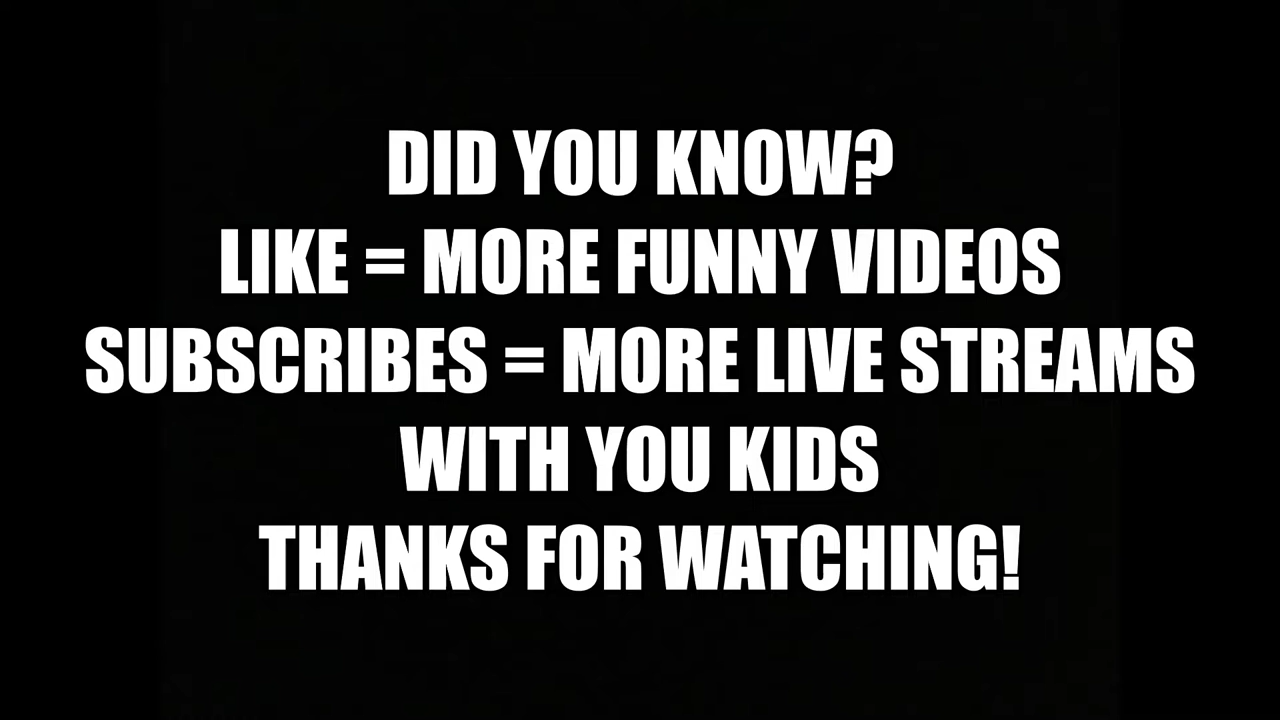 DID YOU KNOW?
LIKE = MORE FUNNY VIDEOS
SUBSCRIBES = MORE LIVE STREAMS
WITH YOU KIDS
THANKS FOR WATCHING!